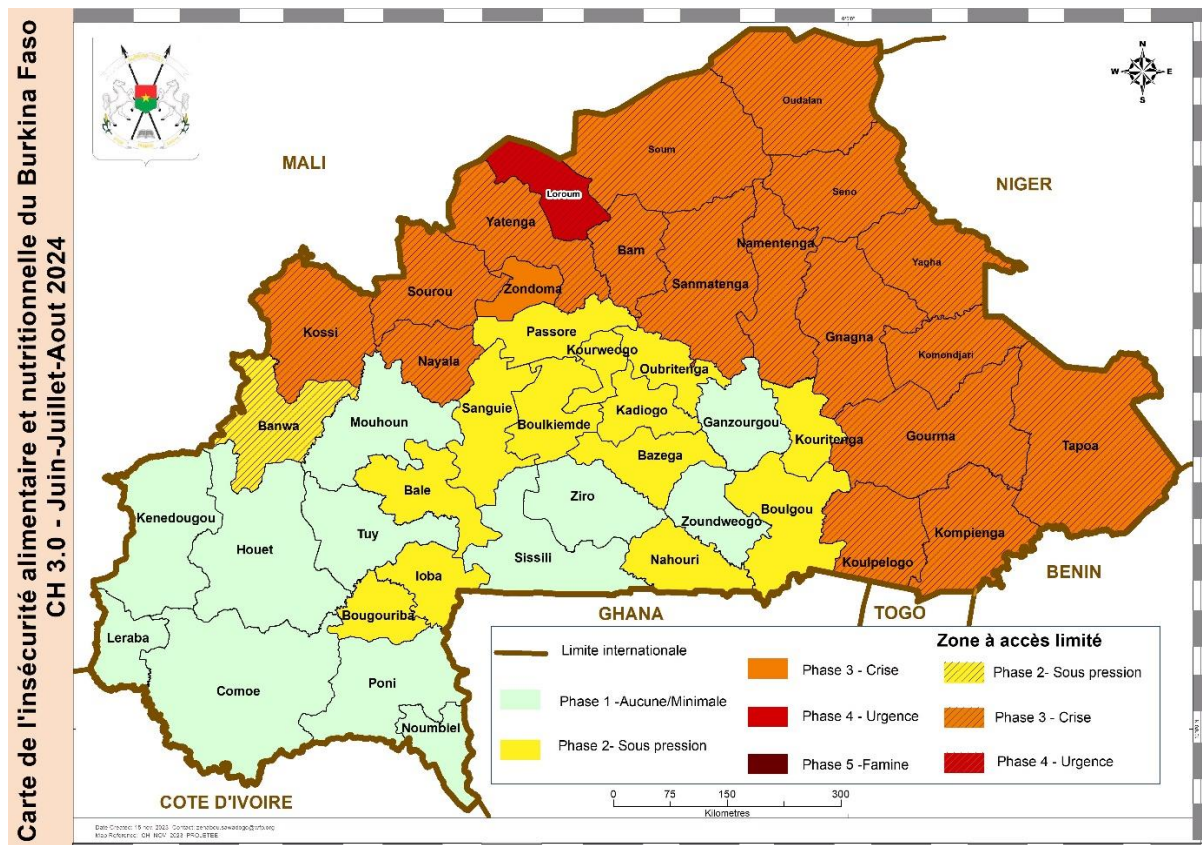 Carte de l'insécurité alimentaire et nutritionnelle du Burkina Faso
CH 3.0 - Juin-Juillet-Aout 2024
N
W
E
S
MALI
NIGER
Oudalan
Soum
Loroum
Seno
Yatenga
Bam
Namentenga
Yagha
Sanmatenga
Zondoma
Sourou
Kossi
Gnagna
Passore
Komondjari
Nayala
Kourweogo
Oubritenga
Sanguie
Kadiogo
Banwa
Mouhoun
Boulkiemde
Ganzourgou
Kouritenga
Gourma
Tapoa
Bazega
Bale
Ziro
Boulgou
Kenedougou
Zoundweogo
Tuy
Kompienga
Houet
Sissili
Nahouri
Koulpelogo
Ioba
BENIN
Bougouriba
GHANA
TOGO
Leraba
Comoe
Poni
Noumbiel
COTE D'IVOIRE
Limite internationale
Phase 1 -Aucune/Minimale
Phase 2- Sous pression
Phase 3 - Crise
Phase 4 - Urgence
Phase 5 -Famine
Zone à accès limité
Phase 2- Sous pression
Phase 3 - Crise
Phase 4 - Urgence
0 75 150 300
Kilometres